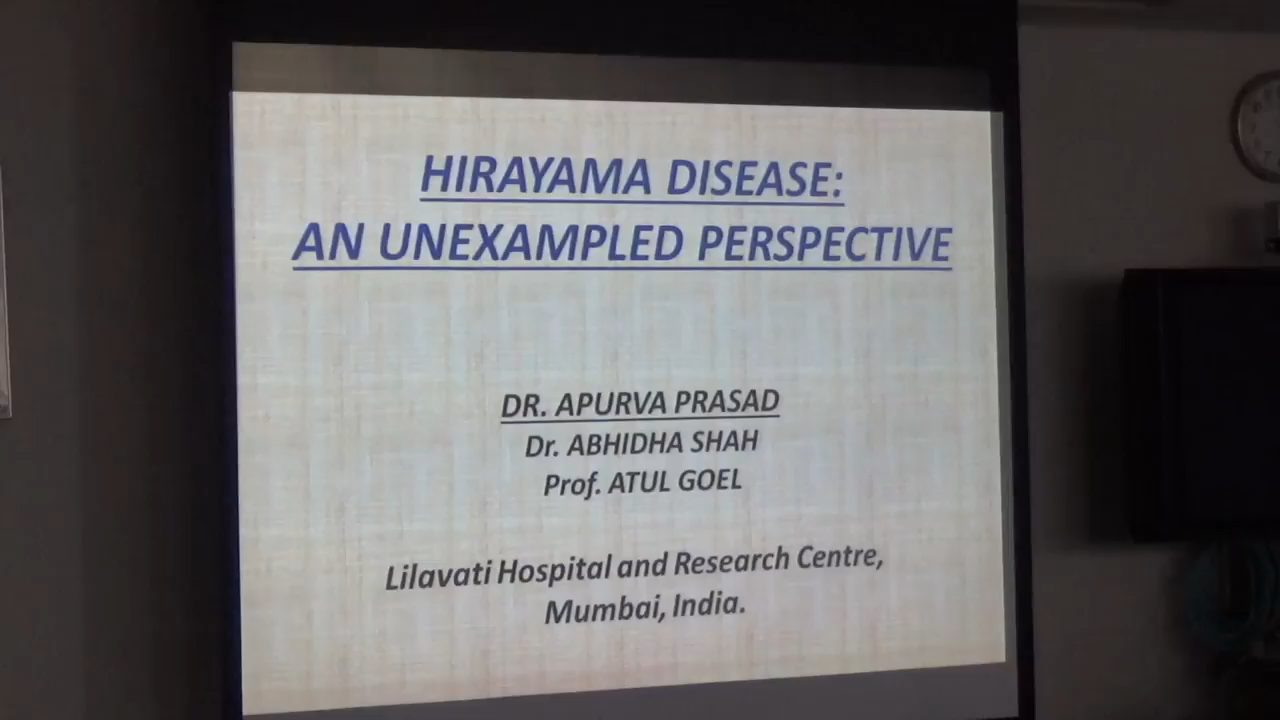 HIRAYAMA DISEASE:
AN UNEXAMPLED PERSPECTIVE
DR. APURVA PRASAD
Dr. ABHIDHA SHAH
Prof. ATUL GOEL
Lilavati Hospital and Research Centre,
Mumbai, India.